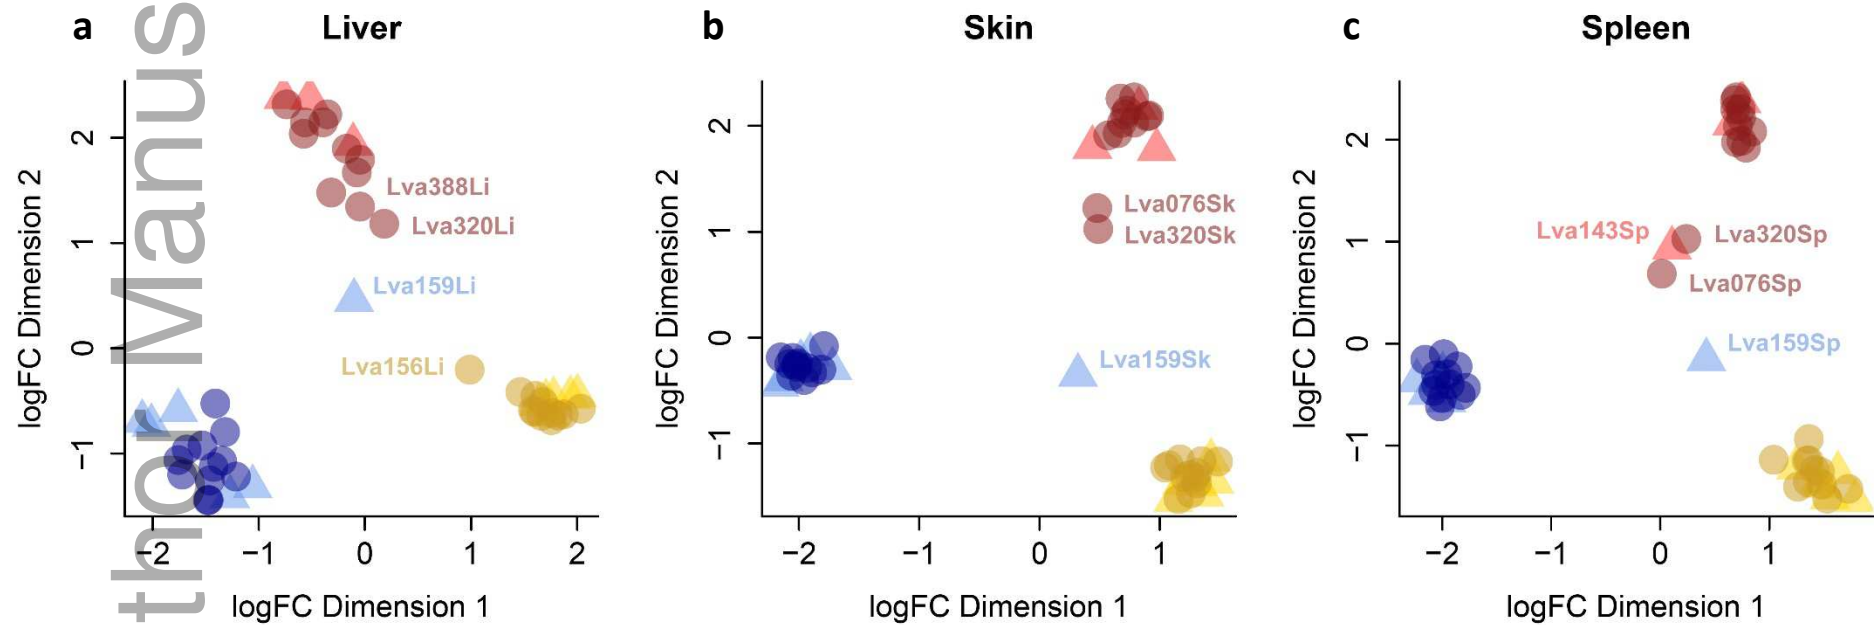 a
Liver
b
Skin
c
Spleen
thor Manus
logFC Dimension 2
2
1
0
−1
Lva388Li
Lva320Li
Lva159Li
Lva156Li
−2
−1
0
1
2
logFC Dimension 1
logFC Dimension 2
2
1
0
−1
Lva076Sk
Lva320Sk
Lva159Sk
−2
−1
0
1
logFC Dimension 1
logFC Dimension 2
2
1
0
−1
Lva143Sp
Lva320Sp
Lva076Sp
Lva159Sp
−2
−1
0
1
logFC Dimension 1